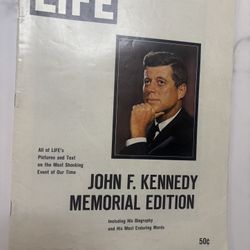 LIFE
All of LIFE's
Pictures and Text
on the Most Shocking
Event of Our Time
JOHN F. KENNEDY
MEMORIAL EDITION
Including His Biography
and His Most Enduring Words
50¢